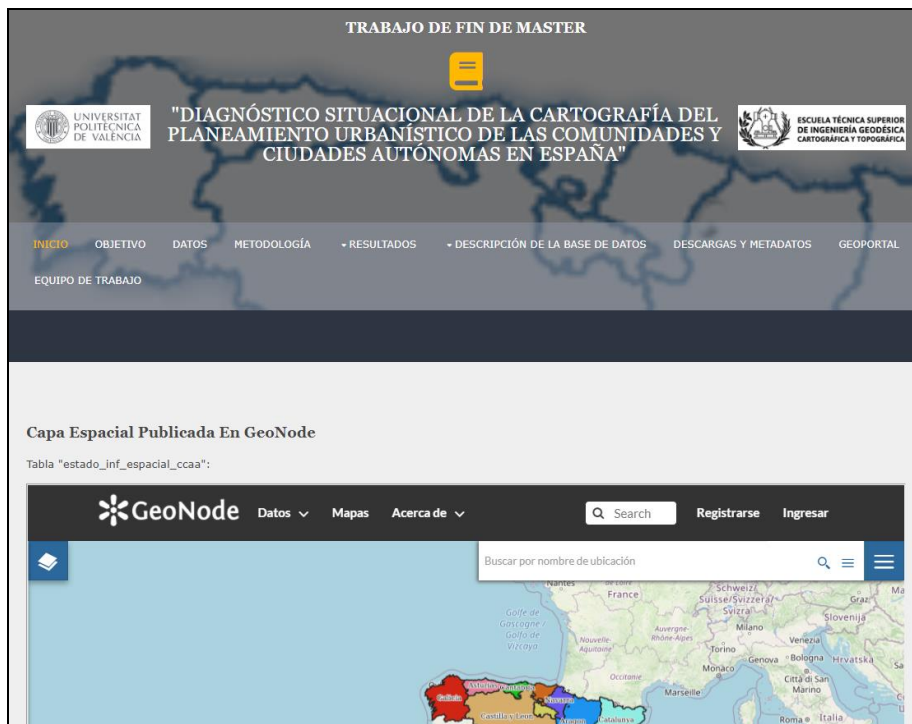 TRABAJO DE FIN DE MASTER
UNIVERSITAT
POLITÈCNICA
DE VALÈNCIA
"DIAGNÓSTICO SITUACIONAL DE LA CARTOGRAFÍA DEL
PLANEAMIENTO URBANÍSTICO DE LAS COMUNIDADES Y
CIUDADES AUTÓNOMAS EN ESPAÑA"
ESCUELA TÉCNICA SUPERIOR
DE INGENIERÍA GEODÉSICA
CARTOGRÁFICA Y TOPOGRÁFICA
INICIO OBJETIVO DATOS METODOLOGÍA RESULTADOS DESCRIPCIÓN DE LA BASE DE DATOS DESCARGAS Y METADATOS GEOPORTAL
EQUIPO DE TRABAJO
Capa Espacial Publicada En GeoNode
Tabla "estado_inf_espacial_ccaa":
GeoNode Datos Mapas Acerca de Search Registrarse Ingresar
Buscar por nombre de ubicación
Nantes
France
Schweiz/
Suisse/Svizzera/
Svizra
Graz
Ma
Slovenija
Golfe de
Gascogne /
Golfo de
Vizcaya
Nouvelle-
Aquitaine
Auvergne-
Rhône-Alpes
Milano
Venezia
Torino
Genova
Bologna
Hrvatska
Monaco
Occitanie
Marseille
Città di San
Marino
Roma
Italia
Galicia
Asturias
Cantabria
Navarra
Castilla y León
Aragón
Catalunya